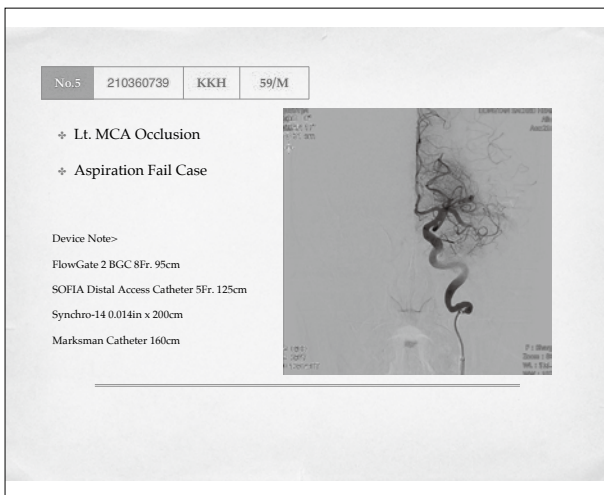 No.5 210360739 KKH 59/M
Lt. MCA Occlusion
Aspiration Fail Case
Device Note>
FlowGate 2 BGC 8Fr. 95cm
SOFIA Distal Access Catheter 5Fr. 125cm
Synchro-14 0.014in x 200cm
Marksman Catheter 160cm